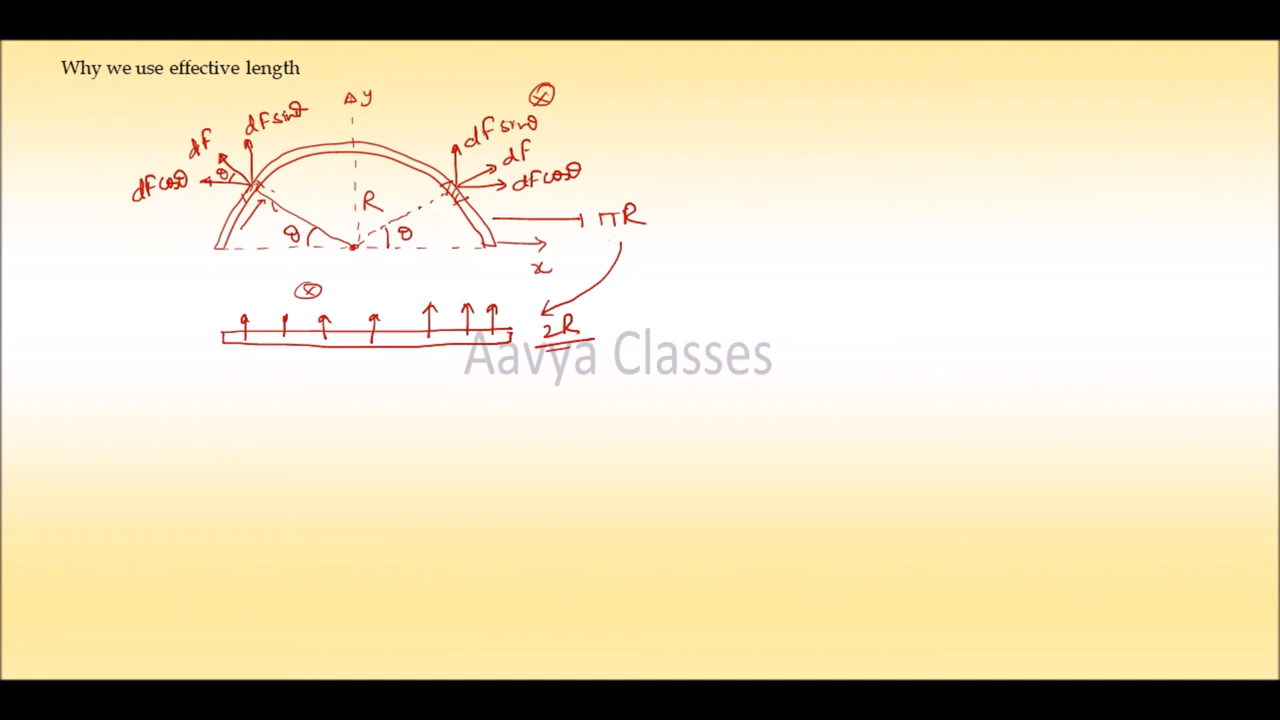 Why we use effective length
y
dF sinθ
dF sinθ
df
df
θ
dF cosθ
dF cosθ
R
πR
θ
θ
x
2R
Aavya Classes